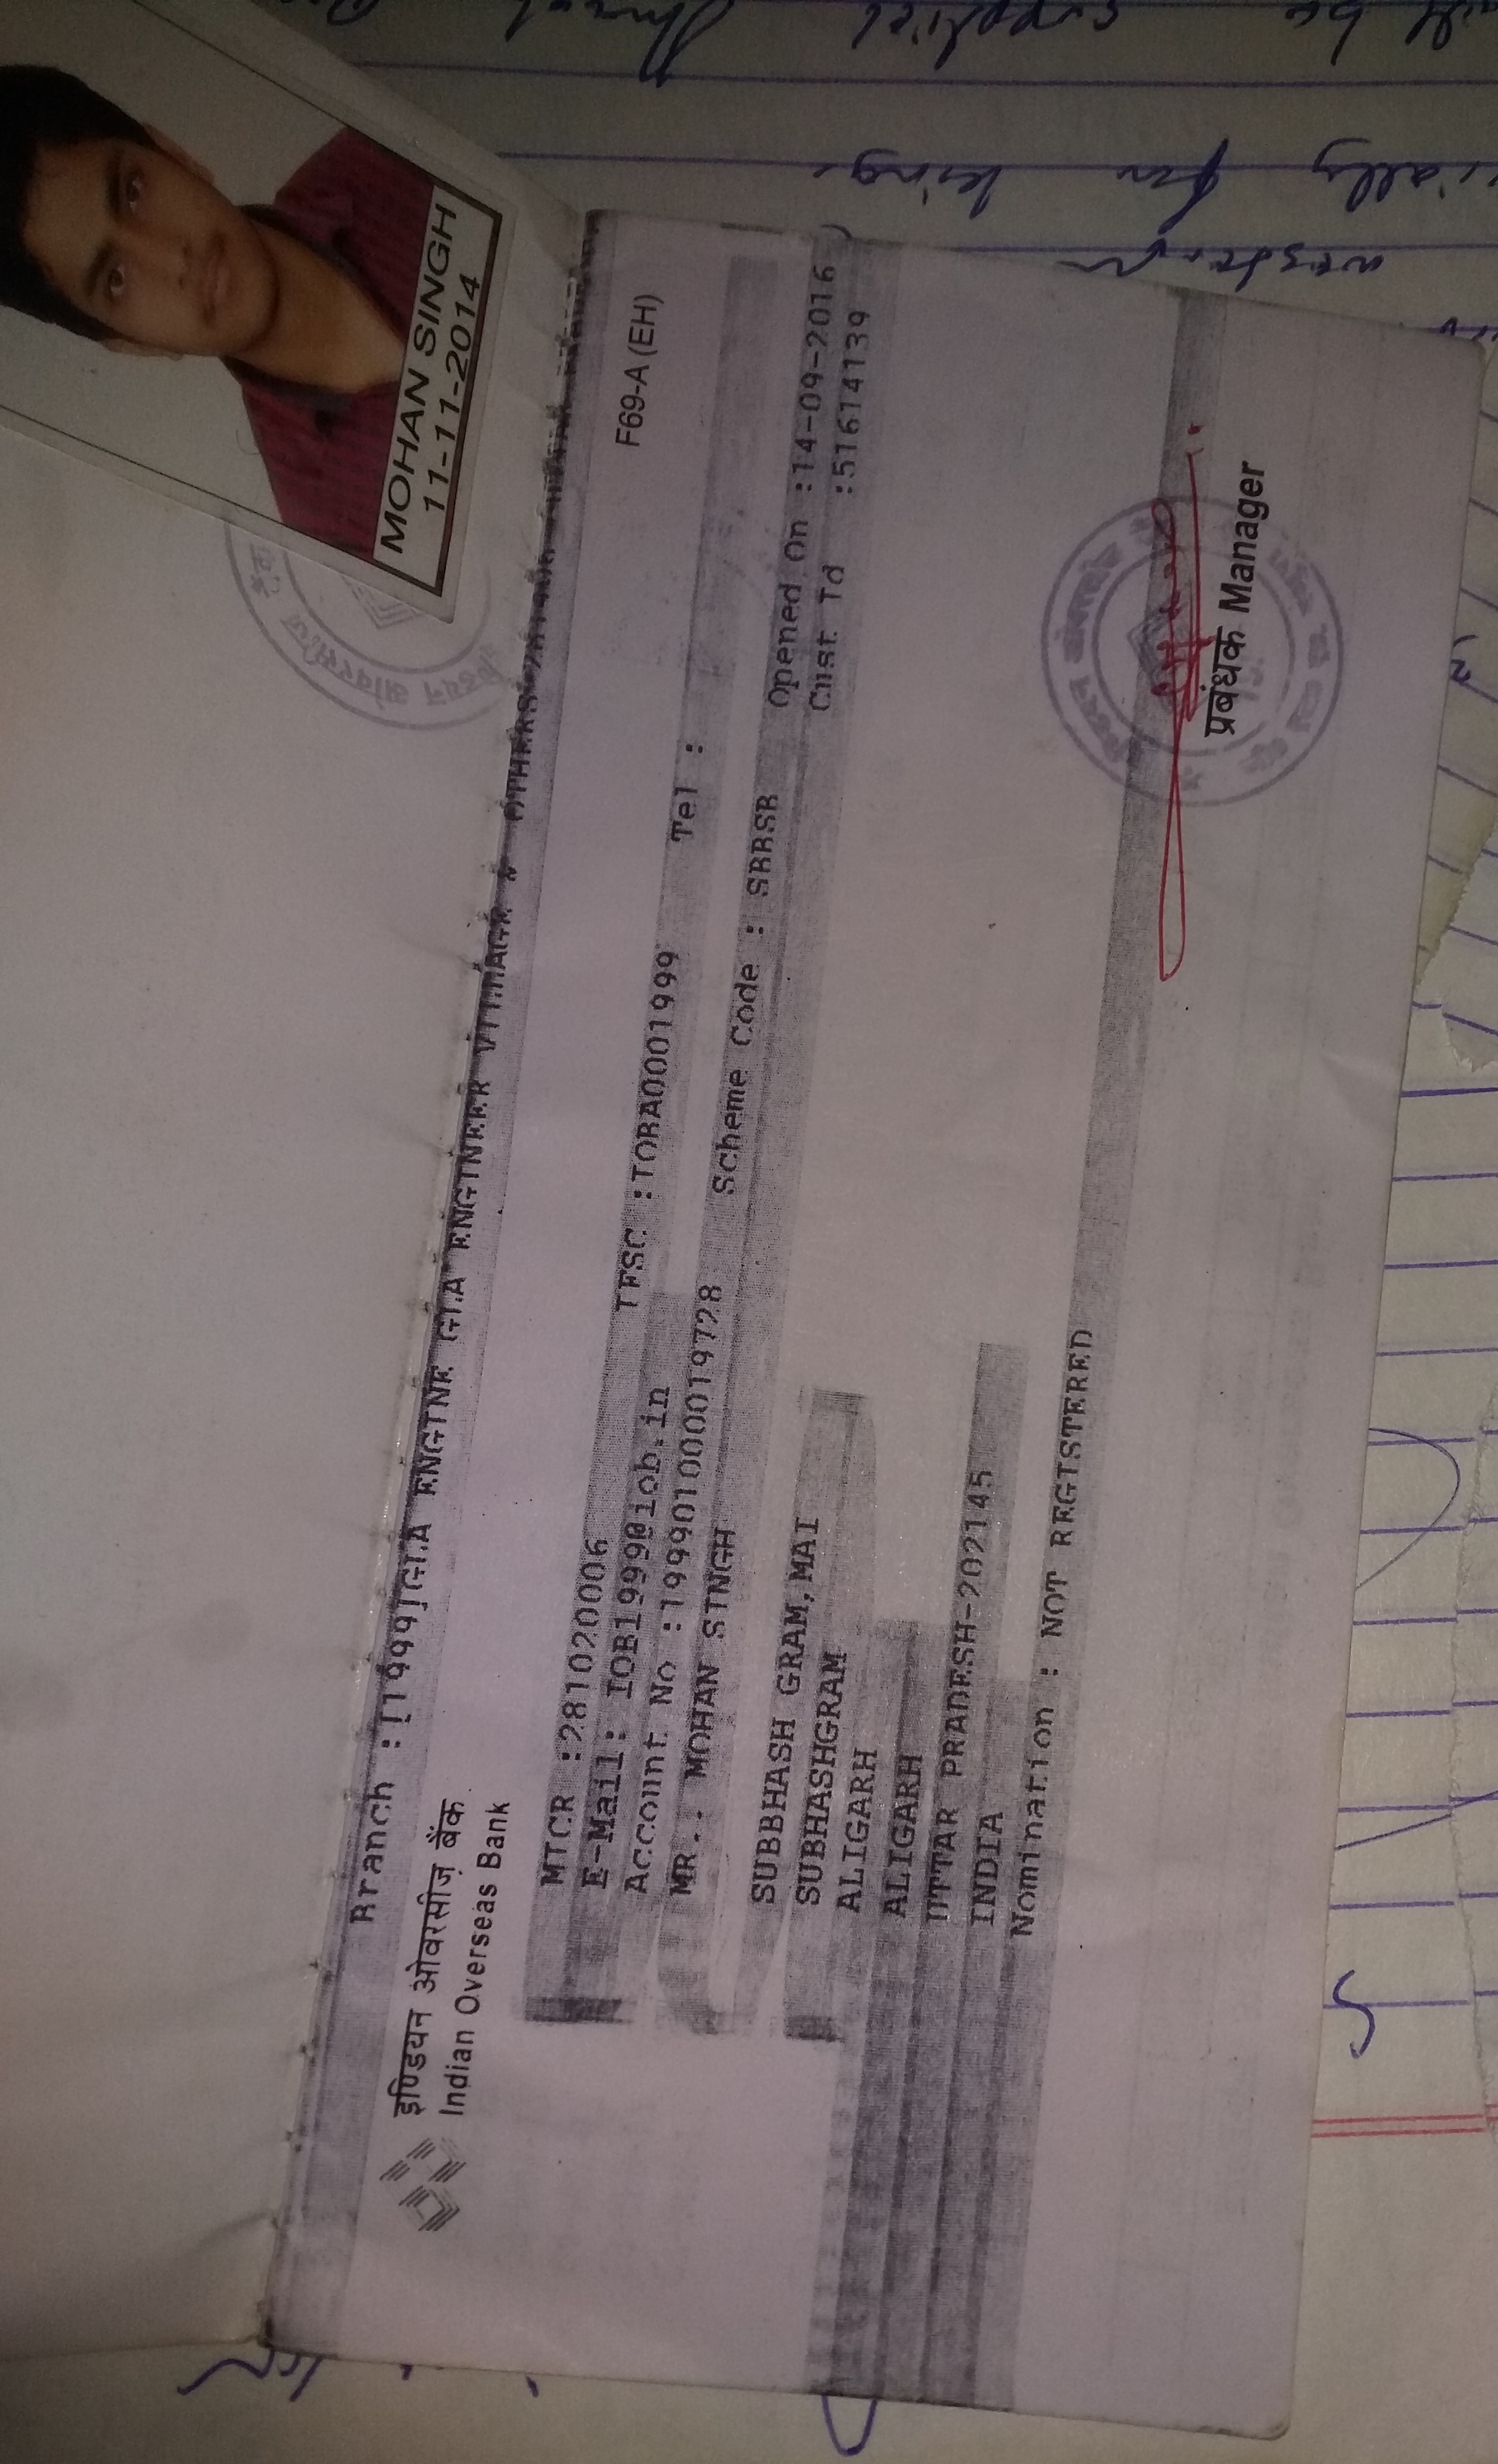 MOHAN SINGH
11-11-2014
Branch :[1999]GLA ENGINE GLA ENGINEER VILLAGE & OTHERS
इण्डियन ओवरसीज़ बैंक
Indian Overseas Bank
F69-A (EH)
MICR :281020006
E-Mail: IOB1999@iob.in IFSC :IOBA0001999 Tel :
Account No :199901000019728
MR.. MOHAN SINGH Scheme Code : SBBSB Opened On :14-09-2016
Cust Id :51614139
SUBBHASH GRAM,MAI
SUBHASHGRAM
ALIGARH
ALIGARH
UTTAR PRADESH-202145
INDIA
Nomination : NOT REGISTERED
प्रबंधक Manager